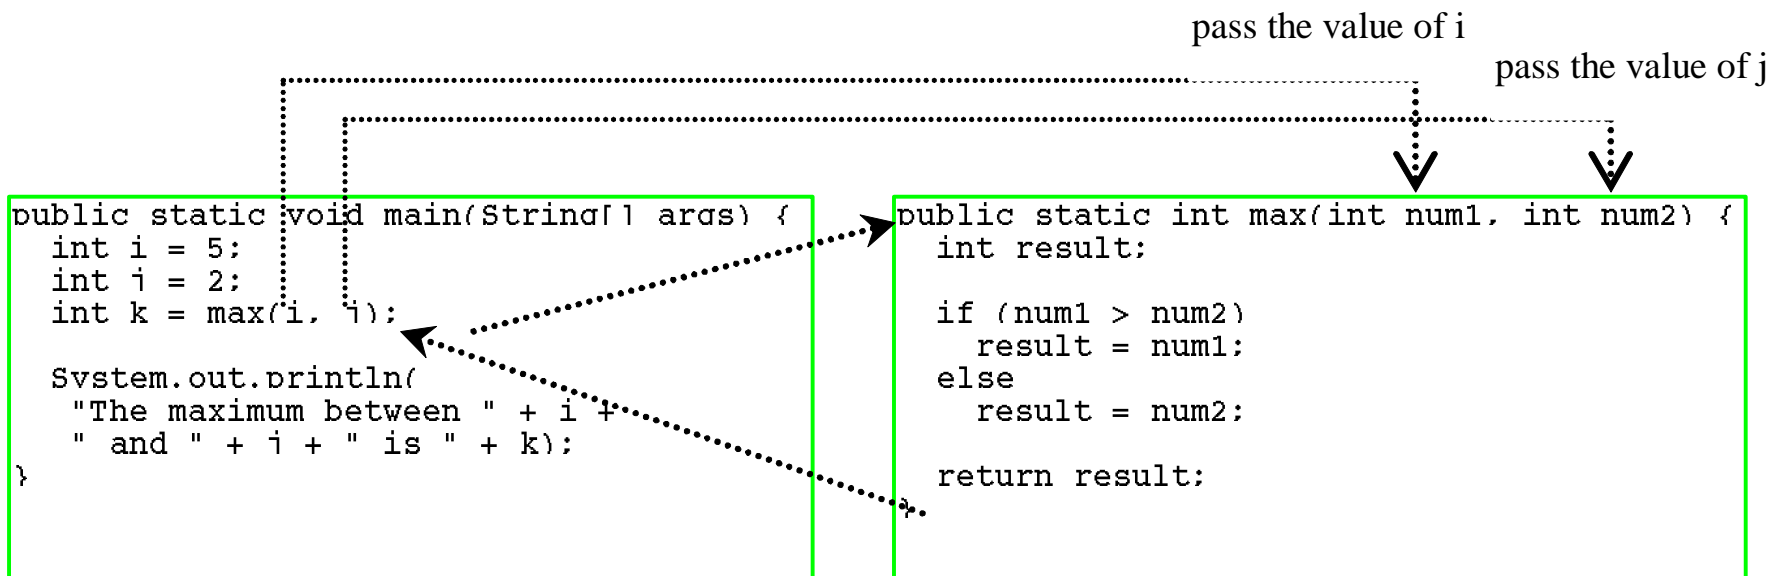 pass the value of i
pass the value of j
public static void main(String[] args) {
  int i = 5;
  int j = 2;
  int k = max(i, j);
  System.out.println(
   "The maximum between " + i +
   " and " + j + " is " + k);
}
public static int max(int num1, int num2) {
  int result;
  if (num1 > num2)
    result = num1;
  else
    result = num2;
  return result;
}